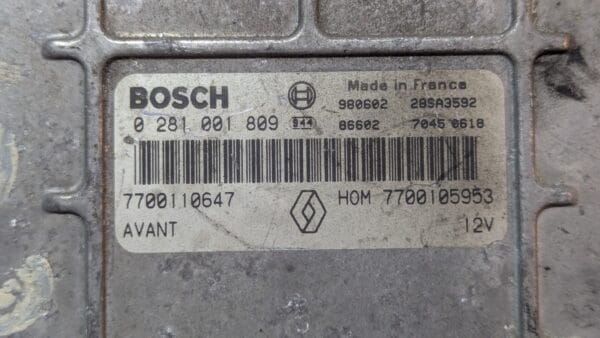 BOSCH Made in France
980602 28SA3592
0 281 001 809 944 86602 7045 0618
7700110647 HOM 7700105953
AVANT 12V